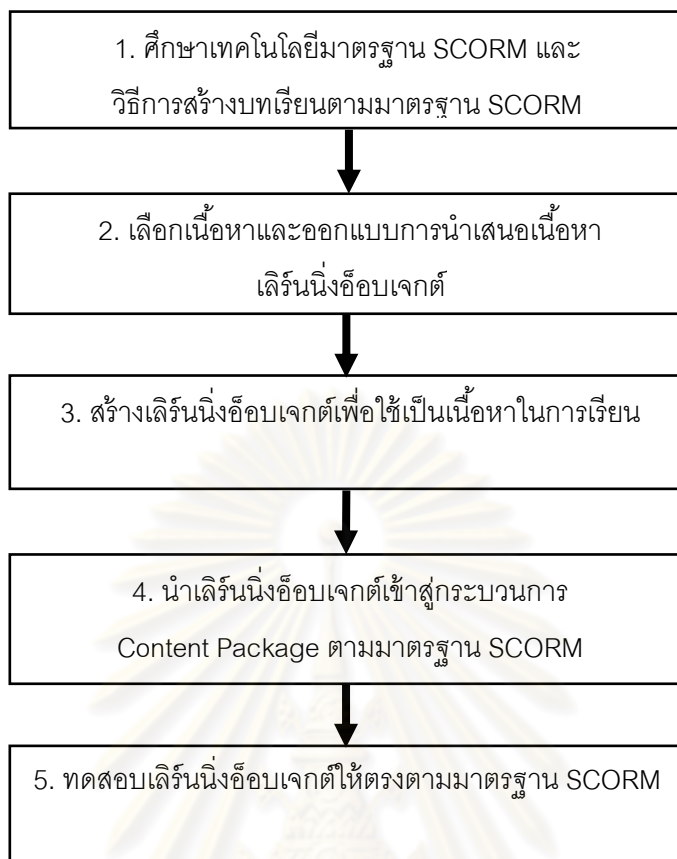 1. ศึกษาเทคโนโลยีมาตรฐาน SCORM และ
วิธีการสร้างบทเรียนตามมาตรฐาน SCORM
2. เลือกเนื้อหาและออกแบบการนำเสนอเนื้อหา
เลิร์นนิ่งอ็อบเจกต์
3. สร้างเลิร์นนิ่งอ็อบเจกต์เพื่อใช้เป็นเนื้อหาในการเรียน
4. นำเลิร์นนิ่งอ็อบเจกต์เข้าสู่กระบวนการ
Content Package ตามมาตรฐาน SCORM
5. ทดสอบเลิร์นนิ่งอ็อบเจกต์ให้ตรงตามมาตรฐาน SCORM